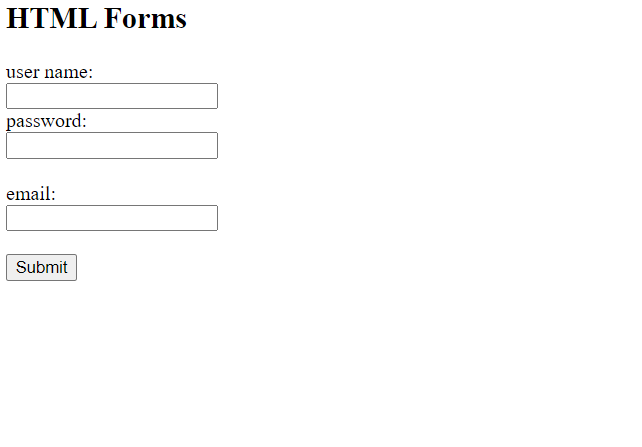 HTML Forms
user name:
password:
email:
Submit